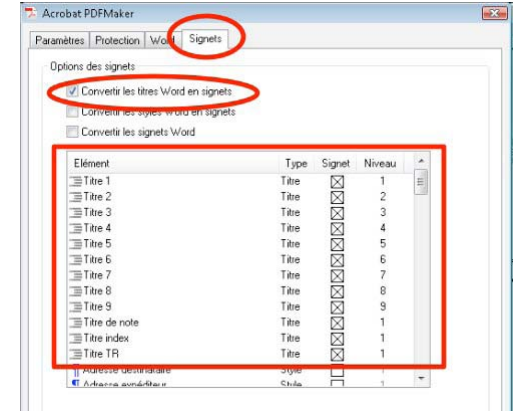 Acrobat PDFMaker
Paramètres Protection Word Signets
Options des signets
Convertir les titres Word en signets
Convertir les styles Word en signets
Convertir les signets Word
Elément Type Signet Niveau
Titre 1 Titre 1
Titre 2 Titre 2
Titre 3 Titre 3
Titre 4 Titre 4
Titre 5 Titre 5
Titre 6 Titre 6
Titre 7 Titre 7
Titre 8 Titre 8
Titre 9 Titre 9
Titre de note Titre 1
Titre index Titre 1
Titre TR Titre 1
Adresse destinataire Style 1
Adresse expéditeur Style 1